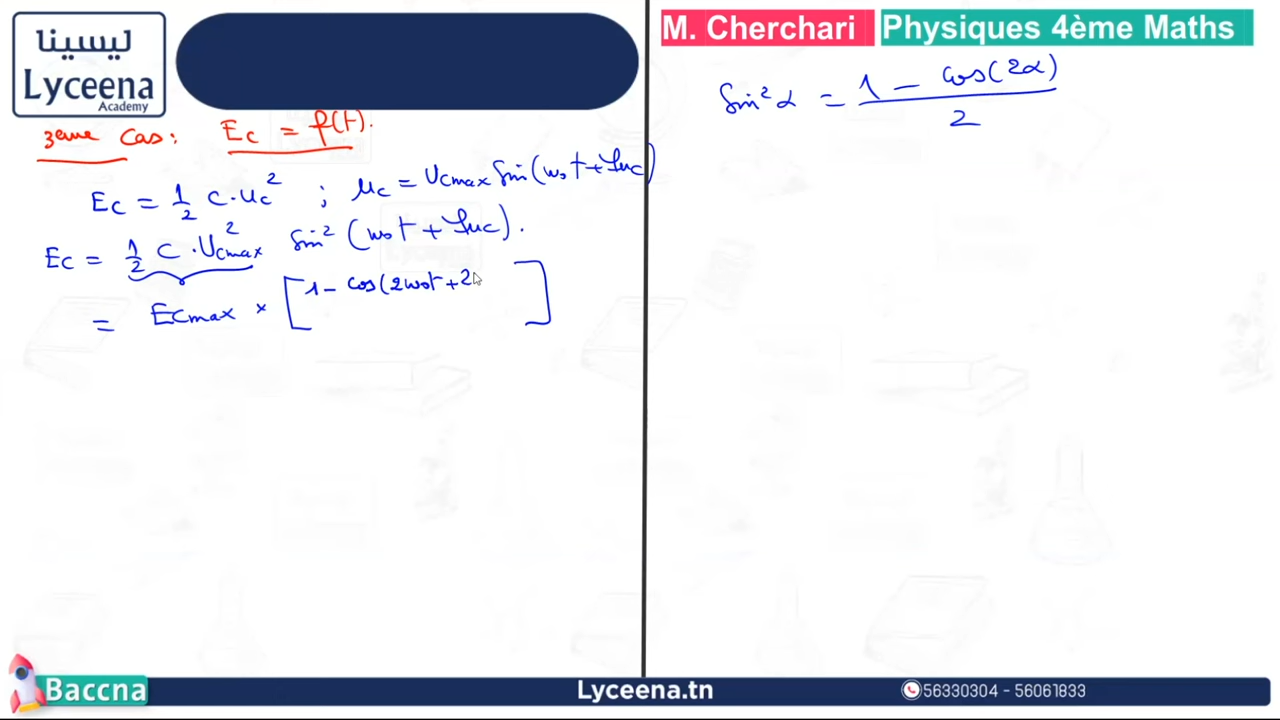 ليسينا
Lyceena
Academy
M. Cherchari Physiques 4ème Maths
3eme Cas : Ec = f(t).
Ec = 1/2 C.uc² ; uc = Ucmax sin(ω₀t + φuc)
Ec = 1/2 C.Ucmax² sin² (ω₀t + φuc).
= Ecmax × [1 - cos(2ω₀t + 2 ]
sin² α = (1 - cos(2α))/2
Baccna
Lyceena.tn
56330304 - 56061833